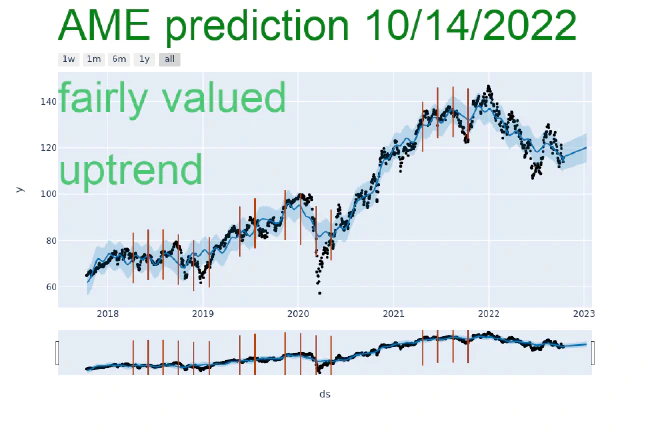 AME prediction 10/14/2022
1w 1m 6m 1y all
fairly valued
uptrend
140
120
100
80
60
y
2018 2019 2020 2021 2022 2023
ds